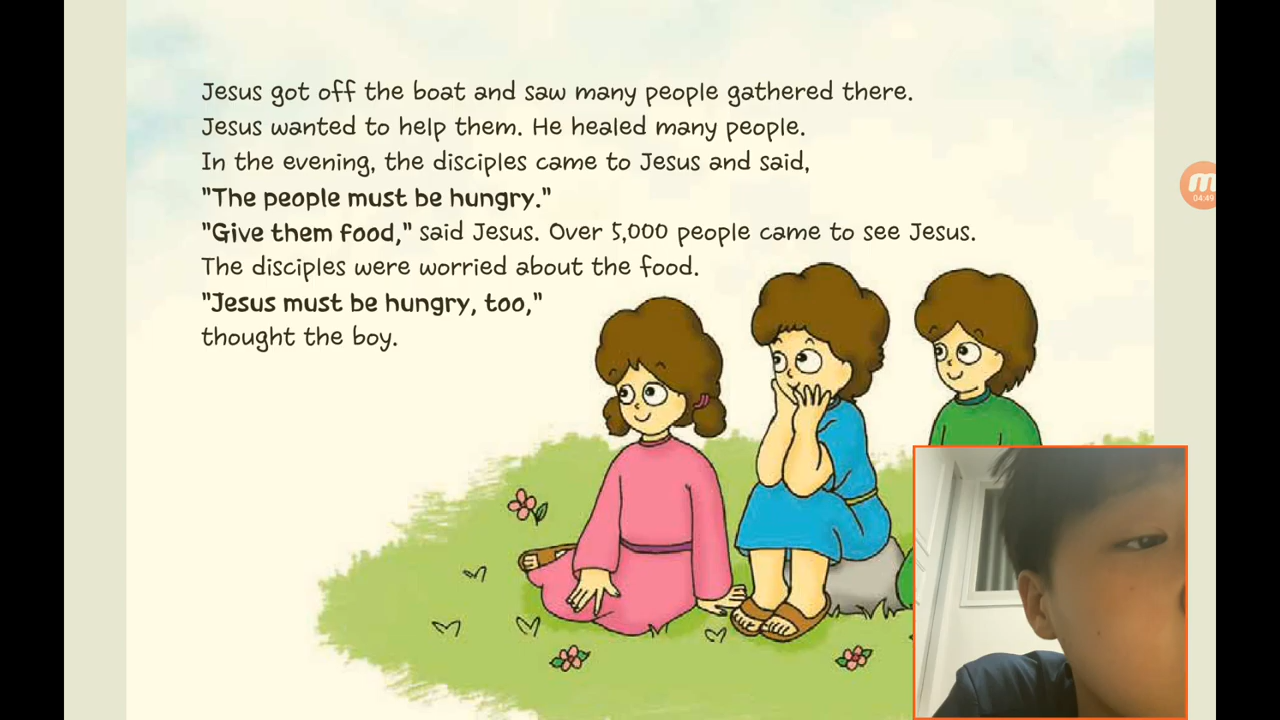 Jesus got off the boat and saw many people gathered there.
Jesus wanted to help them. He healed many people.
In the evening, the disciples came to Jesus and said,
"The people must be hungry."
"Give them food," said Jesus. Over 5,000 people came to see Jesus.
The disciples were worried about the food.
"Jesus must be hungry, too,"
thought the boy.
m
04:49